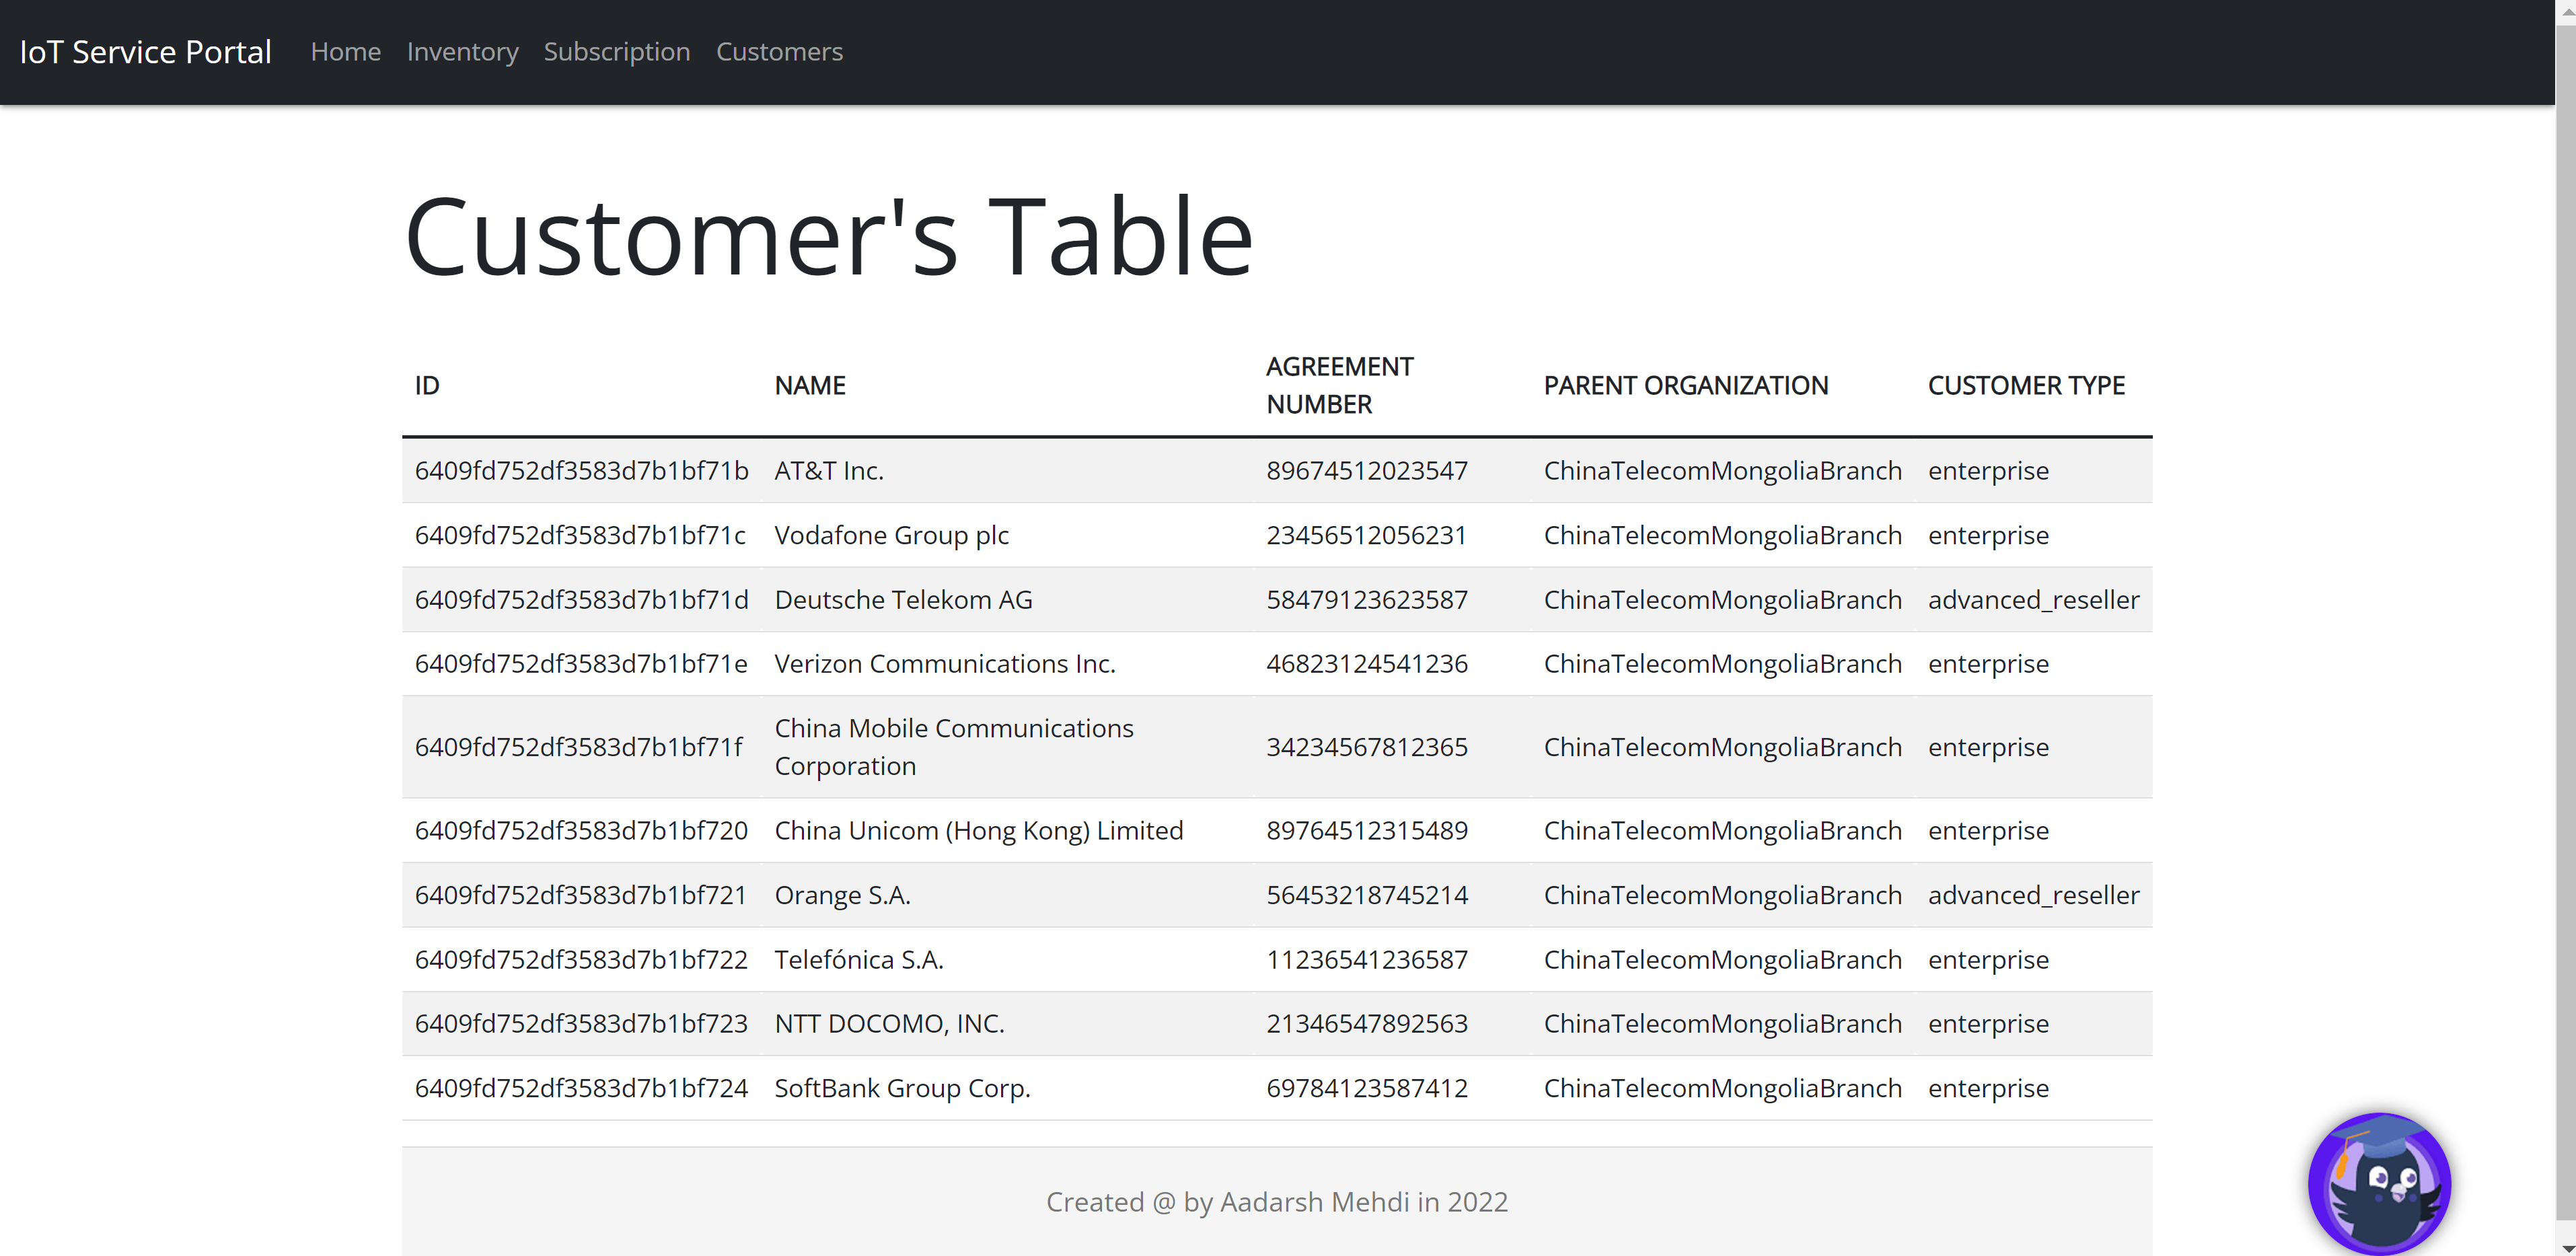 IoT Service Portal Home Inventory Subscription Customers
Customer's Table
ID NAME AGREEMENT NUMBER PARENT ORGANIZATION CUSTOMER TYPE
6409fd752df3583d7b1bf71b AT&T Inc. 89674512023547 ChinaTelecomMongoliaBranch enterprise
6409fd752df3583d7b1bf71c Vodafone Group plc 23456512056231 ChinaTelecomMongoliaBranch enterprise
6409fd752df3583d7b1bf71d Deutsche Telekom AG 58479123623587 ChinaTelecomMongoliaBranch advanced_reseller
6409fd752df3583d7b1bf71e Verizon Communications Inc. 46823124541236 ChinaTelecomMongoliaBranch enterprise
6409fd752df3583d7b1bf71f China Mobile Communications Corporation 34234567812365 ChinaTelecomMongoliaBranch enterprise
6409fd752df3583d7b1bf720 China Unicom (Hong Kong) Limited 89764512315489 ChinaTelecomMongoliaBranch enterprise
6409fd752df3583d7b1bf721 Orange S.A. 56453218745214 ChinaTelecomMongoliaBranch advanced_reseller
6409fd752df3583d7b1bf722 Telefónica S.A. 11236541236587 ChinaTelecomMongoliaBranch enterprise
6409fd752df3583d7b1bf723 NTT DOCOMO, INC. 21346547892563 ChinaTelecomMongoliaBranch enterprise
6409fd752df3583d7b1bf724 SoftBank Group Corp. 69784123587412 ChinaTelecomMongoliaBranch enterprise
Created @ by Aadarsh Mehdi in 2022